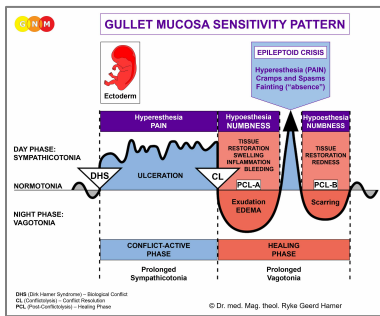 GNM
GULLET MUCOSA SENSITIVITY PATTERN
EPILEPTOID CRISIS
Hyperesthesia (PAIN)
Cramps and Spasms
Fainting ("absence")
Ectoderm
Hyperesthesia
PAIN
Hypoesthesia
NUMBNESS
Hypoesthesia
NUMBNESS
DAY PHASE:
SYMPATHICOTONIA
TISSUE
RESTORATION
SWELLING
INFLAMMATION
BLEEDING
TISSUE
RESTORATION
REDNESS
DHS
ULCERATION
CL
PCL-A
PCL-B
NORMOTONIA
NIGHT PHASE:
VAGOTONIA
Exudation
EDEMA
Scarring
CONFLICT-ACTIVE
PHASE
HEALING
PHASE
Prolonged
Sympathicotonia
Prolonged
Vagotonia
DHS (Dirk Hamer Syndrome) – Biological Conflict
CL (Conflictolysis) – Conflict Resolution
PCL (Post-Conflictolysis) – Healing Phase
© Dr. med. Mag. theol. Ryke Geerd Hamer